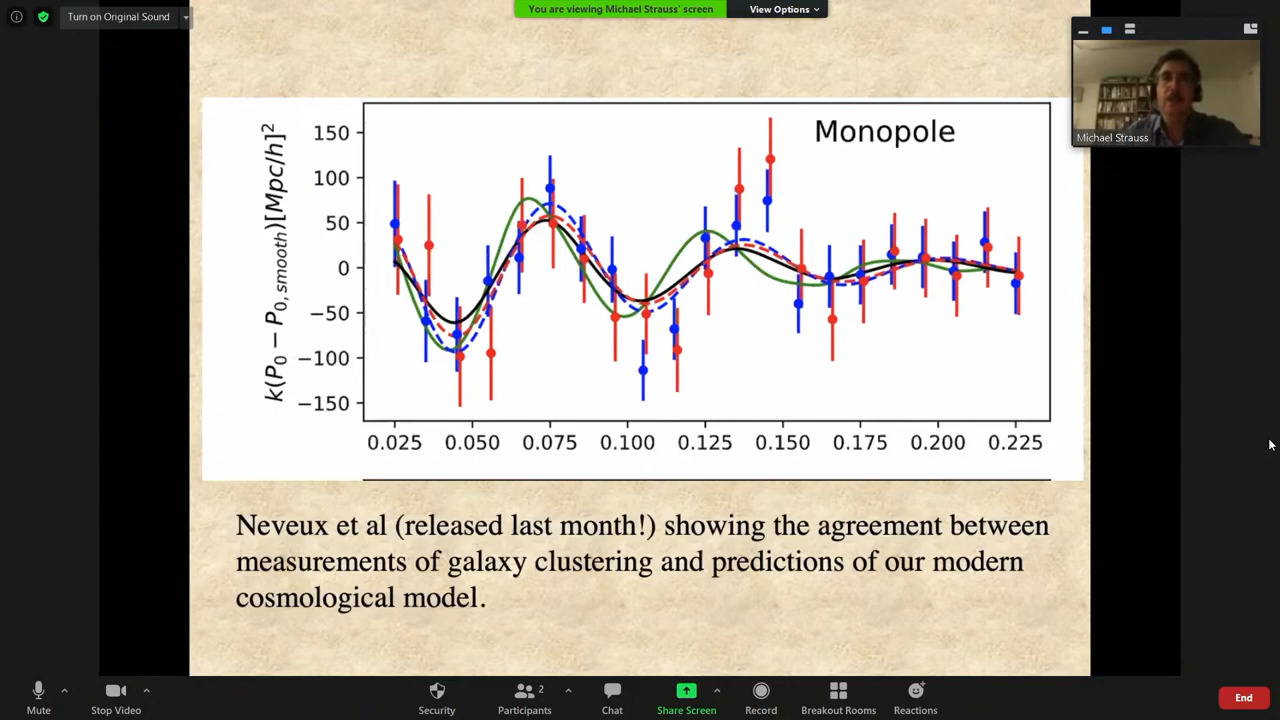 Turn on Original Sound
You are viewing Michael Strauss' screen
View Options
Michael Strauss
Monopole
k(P₀ − P₀,smooth)[Mpc/h]²
150
100
50
0
−50
−100
−150
0.025 0.050 0.075 0.100 0.125 0.150 0.175 0.200 0.225
Neveux et al (released last month!) showing the agreement between
measurements of galaxy clustering and predictions of our modern
cosmological model.
Mute
Stop Video
Security
Participants 2
Chat
Share Screen
Record
Breakout Rooms
Reactions
End